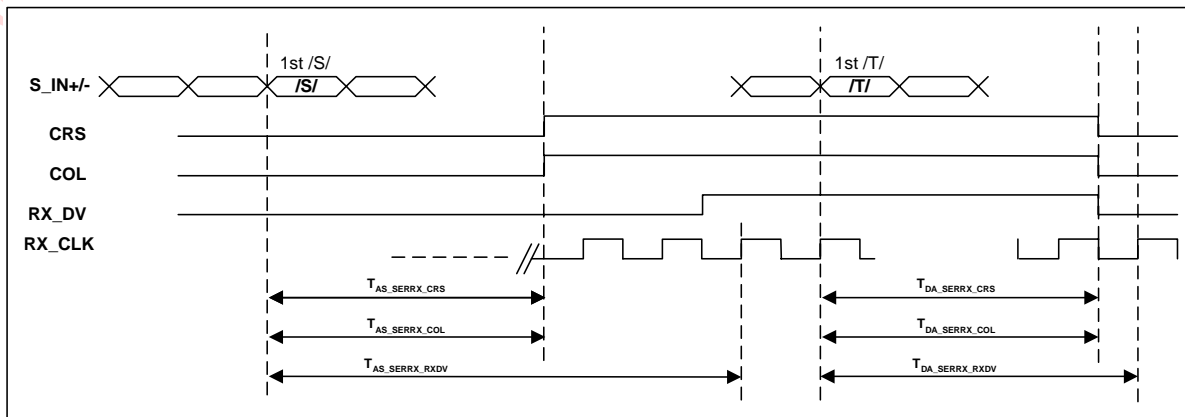 1st /S/
1st /T/
S_IN+/-
/S/
/T/
CRS
COL
RX_DV
RX_CLK
TAS_SERRX_CRS
TDA_SERRX_CRS
TAS_SERRX_COL
TDA_SERRX_COL
TAS_SERRX_RXDV
TDA_SERRX_RXDV